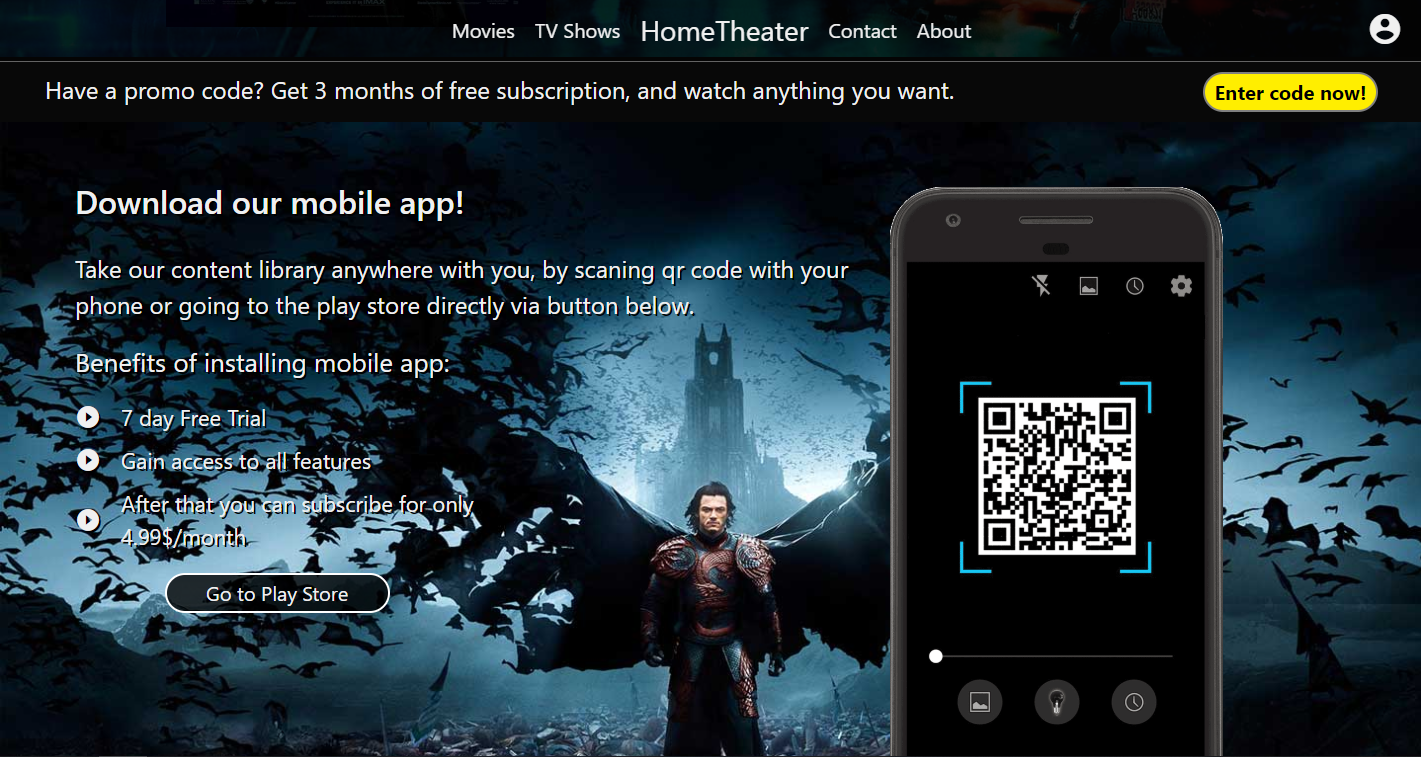 Movies TV Shows HomeTheater Contact About
Have a promo code? Get 3 months of free subscription, and watch anything you want.
Enter code now!
Download our mobile app!
Take our content library anywhere with you, by scaning qr code with your
phone or going to the play store directly via button below.
Benefits of installing mobile app:
7 day Free Trial
Gain access to all features
After that you can subscribe for only
4.99$/month
Go to Play Store